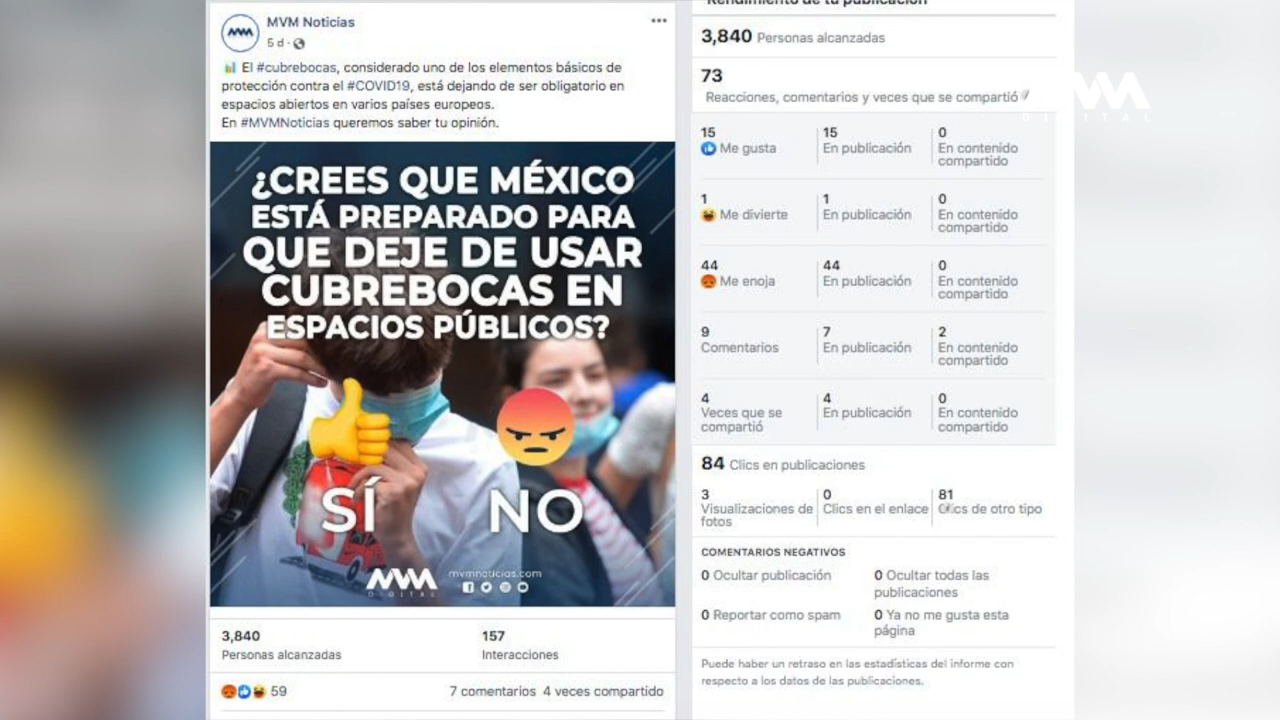 MVM Noticias
5 d ·
El #cubrebocas, considerado uno de los elementos básicos de
protección contra el #COVID19, está dejando de ser obligatorio en
espacios abiertos en varios países europeos.
En #MVMNoticias queremos saber tu opinión.
¿CREES QUE MÉXICO
ESTÁ PREPARADO PARA
QUE DEJE DE USAR
CUBREBOCAS EN
ESPACIOS PÚBLICOS?
SÍ NO
MVM
DIGITAL
mvmnoticias.com
3,840 157
Personas alcanzadas Interacciones
59 7 comentarios 4 veces compartido
Rendimiento de tu publicación
3,840 Personas alcanzadas
73
Reacciones, comentarios y veces que se compartió
15 15 0
Me gusta En publicación En contenido
compartido
1 1 0
Me divierte En publicación En contenido
compartido
44 44 0
Me enoja En publicación En contenido
compartido
9 7 2
Comentarios En publicación En contenido
compartido
4 4 0
Veces que se En publicación En contenido
compartió compartido
84 Clics en publicaciones
3 0 81
Visualizaciones de Clics en el enlace Clics de otro tipo
fotos
COMENTARIOS NEGATIVOS
0 Ocultar publicación 0 Ocultar todas las
publicaciones
0 Reportar como spam 0 Ya no me gusta esta
página
Puede haber un retraso en las estadísticas del informe con
respecto a los datos de las publicaciones.
MVM
DIGITAL